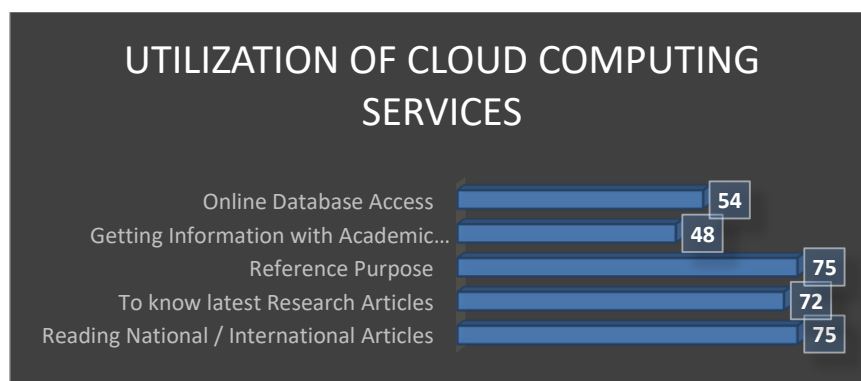 UTILIZATION OF CLOUD COMPUTING
SERVICES
Online Database Access 54
Getting Information with Academic... 48
Reference Purpose 75
To know latest Research Articles 72
Reading National / International Articles 75